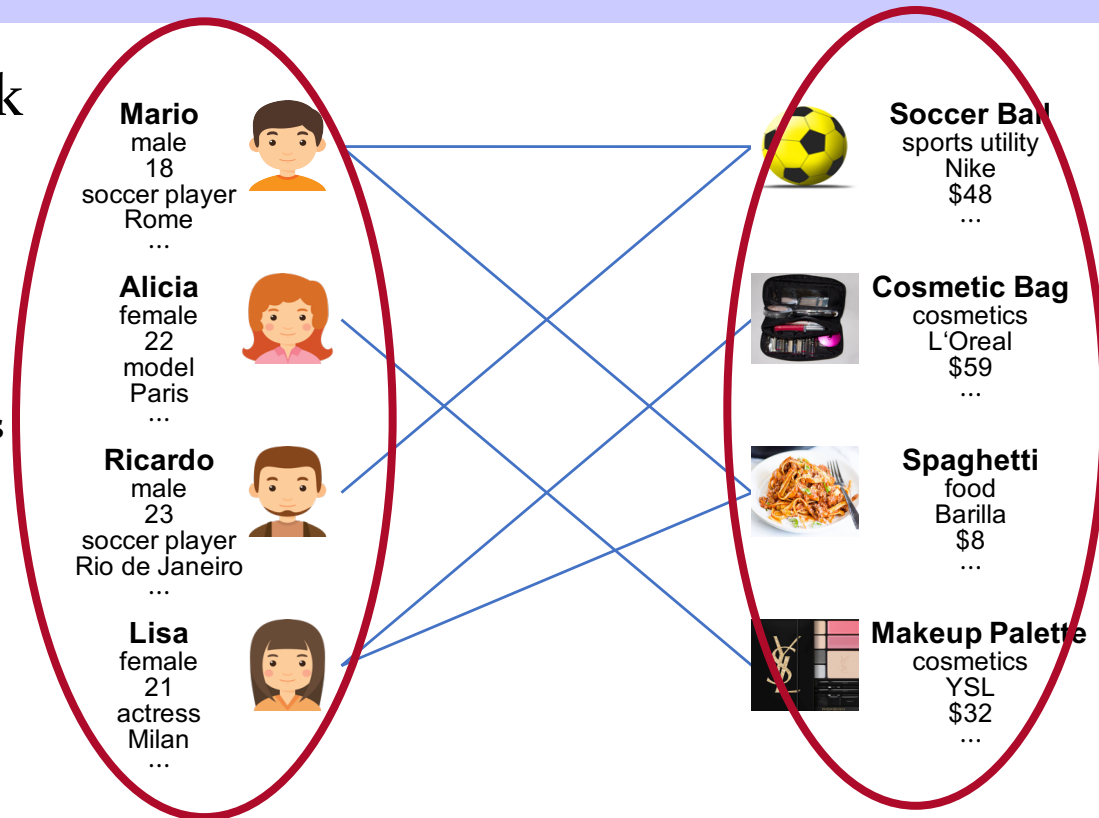 k
Mario
male
18
soccer player
Rome
...
Alicia
female
22
model
Paris
...
s
Ricardo
male
23
soccer player
Rio de Janeiro
...
Lisa
female
21
actress
Milan
...
Soccer Ball
sports utility
Nike
$48
...
Cosmetic Bag
cosmetics
L‘Oreal
$59
...
Spaghetti
food
Barilla
$8
...
Makeup Palette
cosmetics
YSL
$32
...
YSL